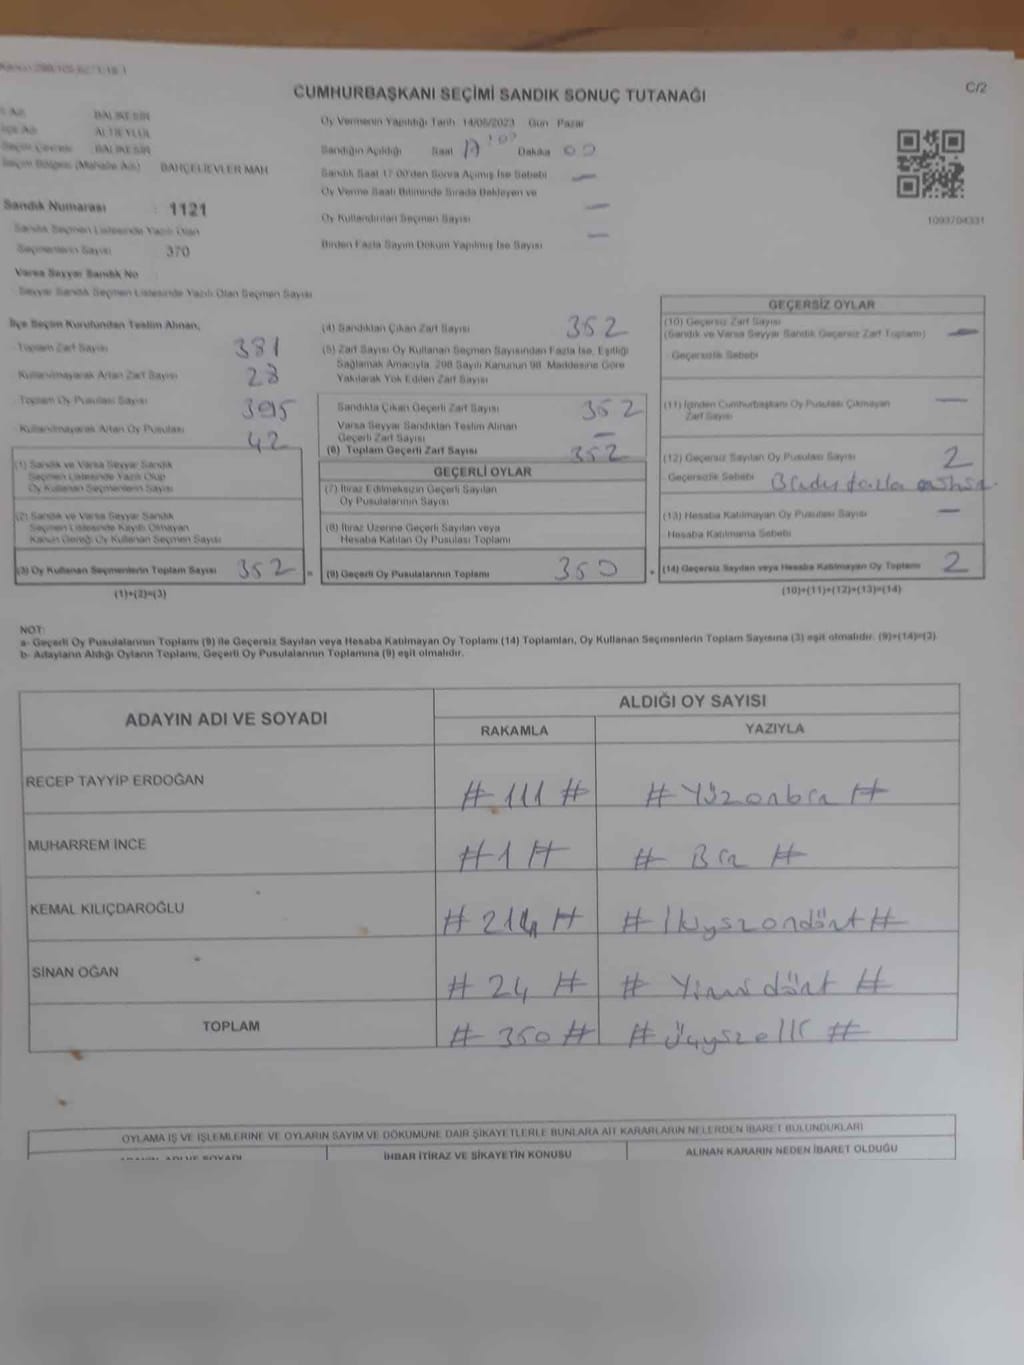 C/2
CUMHURBAŞKANI SEÇİMİ SANDIK SONUÇ TUTANAĞI
BALIKESİR
ALTIEYLÜL
BALIKESİR
Seçim Bölgesi (Mahalle Adı) BAHÇELİEVLER MAH
Sandık Numarası : 1121
Sandık Seçmen Listesinde Yazılı Olan
Seçmenlerin Sayısı 370
Varsa Seyyar Sandık No
Seyyar Sandık Seçmen Listesinde Yazılı Olan Seçmen Sayısı
Oy Vermenin Yapıldığı Tarih 14/05/2023 Gün Pazar
Sandığın Açıldığı Saat Dakika 00
Sandık Saat 17:00'den Sonra Açımış İse Sebebi —
Oy Verme Saati Bitiminde Sırada Bekleyen ve
Oy Kullandırılan Seçmen Sayısı —
Birden Fazla Sayım Döküm Yapılmış İse Sayısı —
1093704331
İlçe Seçim Kurulundan Teslim Alınan;
Toplam Zarf Sayısı 381
Kullanılmayarak Artan Zarf Sayısı
Toplam Oy Pusulası Sayısı 395
Kullanılmayarak Artan Oy Pusulası 42
(1) Sandık ve Varsa Seyyar Sandık
Seçmen Listesinde Yazılı Olup
Oy Kullanan Seçmenlerin Sayısı
(2) Sandık ve Varsa Seyyar Sandık
Seçmen Listesinde Kayıtlı Olmayan
Kanun Gereği Oy Kullanan Seçmen Sayısı
(3) Oy Kullanan Seçmenlerin Toplam Sayısı 352 =
(1)+(2)=(3)
(4) Sandıktan Çıkan Zarf Sayısı 352
(5) Zarf Sayısı Oy Kullanan Seçmen Sayısından Fazla İse, Eşitliği
Sağlamak Amacıyla, 298 Sayılı Kanunun 98. Maddesine Göre
Yakılarak Yok Edilen Zarf Sayısı
Sandıkta Çıkan Geçerli Zarf Sayısı 352
Varsa Seyyar Sandıktan Teslim Alınan
Geçerli Zarf Sayısı —
(6) Toplam Geçerli Zarf Sayısı 352
GEÇERLİ OYLAR
(7) İtiraz Edilmeksizin Geçerli Sayılan
Oy Pusulalarının Sayısı
(8) İtiraz Üzerine Geçerli Sayılan veya
Hesaba Katılan Oy Pusulası Toplamı
(9) Geçerli Oy Pusulalarının Toplamı 350 +
GEÇERSİZ OYLAR
(10) Geçersiz Zarf Sayısı
(Sandık ve Varsa Seyyar Sandık Geçersiz Zarf Toplamı) —
Geçersizlik Sebebi
(11) İçinden Cumhurbaşkanı Oy Pusulası Çıkmayan
Zarf Sayısı —
(12) Geçersiz Sayılan Oy Pusulası Sayısı 2
Geçersizlik Sebebi Birden fazla mühür.
(13) Hesaba Katılmayan Oy Pusulası Sayısı —
Hesaba Katılmama Sebebi
(14) Geçersiz Sayılan veya Hesaba Katılmayan Oy Toplamı 2
(10)+(11)+(12)+(13)=(14)
NOT:
a- Geçerli Oy Pusulalarının Toplamı (9) ile Geçersiz Sayılan veya Hesaba Katılmayan Oy Toplamı (14) Toplamları, Oy Kullanan Seçmenlerin Toplam Sayısına (3) eşit olmalıdır. (9)+(14)=(3)
b- Adayların Aldığı Oyların Toplamı, Geçerli Oy Pusulalarının Toplamına (9) eşit olmalıdır.
ADAYIN ADI VE SOYADI
ALDIĞI OY SAYISI
RAKAMLA YAZIYLA
RECEP TAYYİP ERDOĞAN # 111 # # Yüzonbir #
MUHARREM İNCE # 1 # # Bir #
KEMAL KILIÇDAROĞLU # 214 # # İkiyüzondört #
SİNAN OĞAN # 24 # # Yirmidört #
TOPLAM # 350 # # Üçyüzelli #
OYLAMA İŞ VE İŞLEMLERİNE VE OYLARIN SAYIM VE DÖKÜMÜNE DAİR ŞİKAYETLERLE BUNLARA AİT KARARLARIN NELERDEN İBARET BULUNDUKLARI
ADAYIN ADI VE SOYADI İHBAR İTİRAZ VE ŞİKAYETİN KONUSU ALINAN KARARIN NEDEN İBARET OLDUĞU